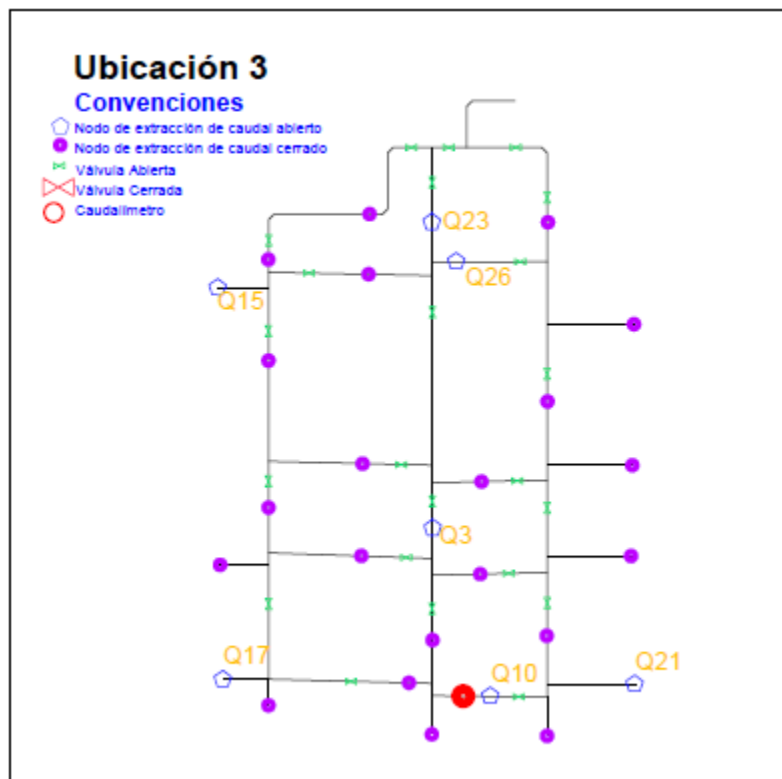 Ubicación 3
Convenciones
Nodo de extracción de caudal abierto
Nodo de extracción de caudal cerrado
Válvula Abierta
Válvula Cerrada
Caudalímetro
Q23
Q26
Q15
Q3
Q17
Q10
Q21